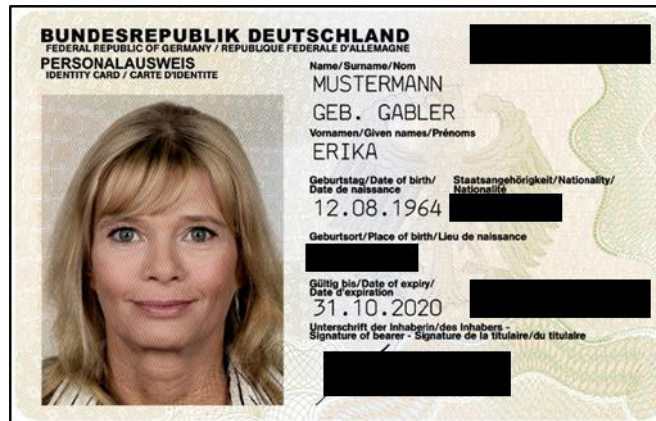 BUNDESREPUBLIK DEUTSCHLAND
FEDERAL REPUBLIC OF GERMANY / REPUBLIQUE FEDERALE D'ALLEMAGNE
PERSONALAUSWEIS
IDENTITY CARD / CARTE D'IDENTITE
Name/Surname/Nom
MUSTERMANN
GEB. GABLER
Vornamen/Given names/Prénoms
ERIKA
Geburtstag/Date of birth/
Date de naissance
Staatsangehörigkeit/Nationality/
Nationalité
12.08.1964
Geburtsort/Place of birth/Lieu de naissance
Gültig bis/Date of expiry/
Date d'expiration
31.10.2020
Unterschrift der Inhaberin/des Inhabers -
Signature of bearer - Signature de la titulaire/du titulaire